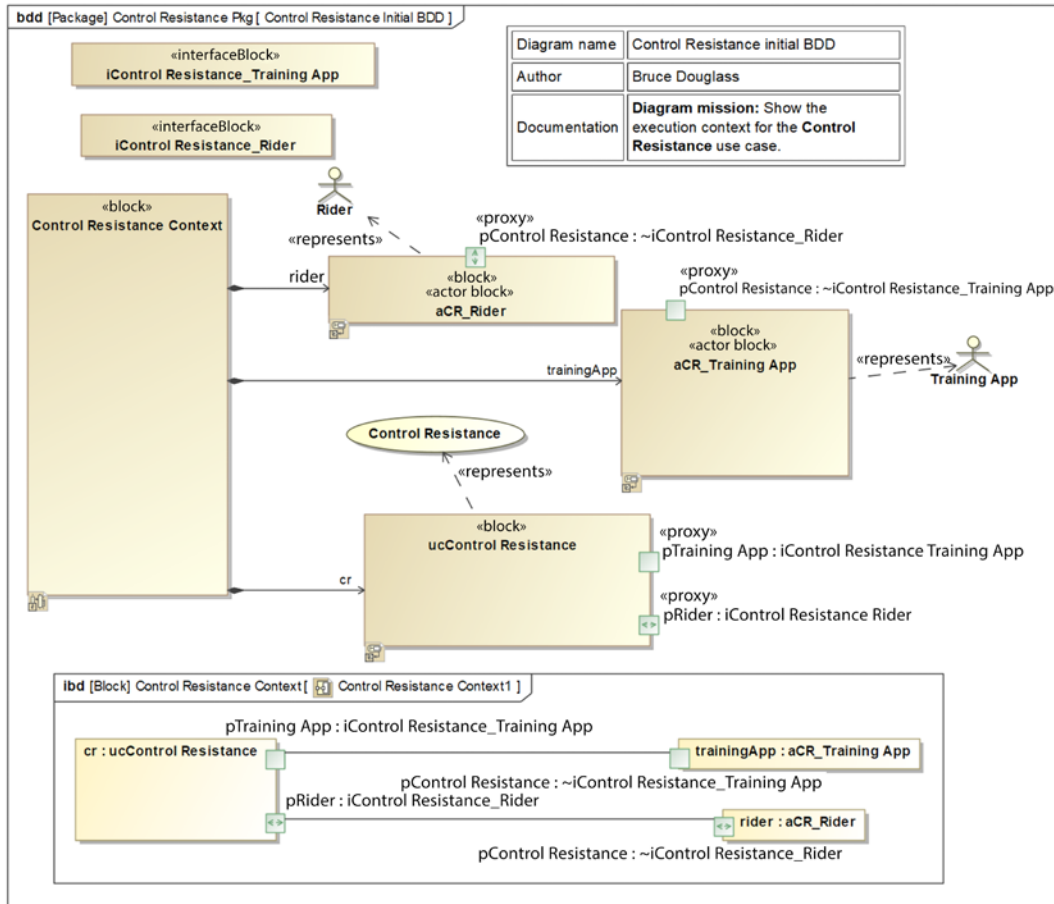 bdd [Package] Control Resistance Pkg [ Control Resistance Initial BDD ]
«interfaceBlock»
iControl Resistance_Training App
«interfaceBlock»
iControl Resistance_Rider
Diagram name
Control Resistance initial BDD
Author
Bruce Douglass
Documentation
Diagram mission: Show the
execution context for the Control
Resistance use case.
«block»
Control Resistance Context
Rider
«represents»
«proxy»
pControl Resistance : ~iControl Resistance_Rider
rider
«block»
«actor block»
aCR_Rider
«proxy»
pControl Resistance : ~iControl Resistance_Training App
trainingApp
«block»
«actor block»
aCR_Training App
«represents»
Training App
Control Resistance
«represents»
cr
«block»
ucControl Resistance
«proxy»
pTraining App : iControl Resistance Training App
«proxy»
pRider : iControl Resistance Rider
ibd [Block] Control Resistance Context [ Control Resistance Context1 ]
pTraining App : iControl Resistance_Training App
cr : ucControl Resistance
trainingApp : aCR_Training App
pControl Resistance : ~iControl Resistance_Training App
pRider : iControl Resistance_Rider
rider : aCR_Rider
pControl Resistance : ~iControl Resistance_Rider